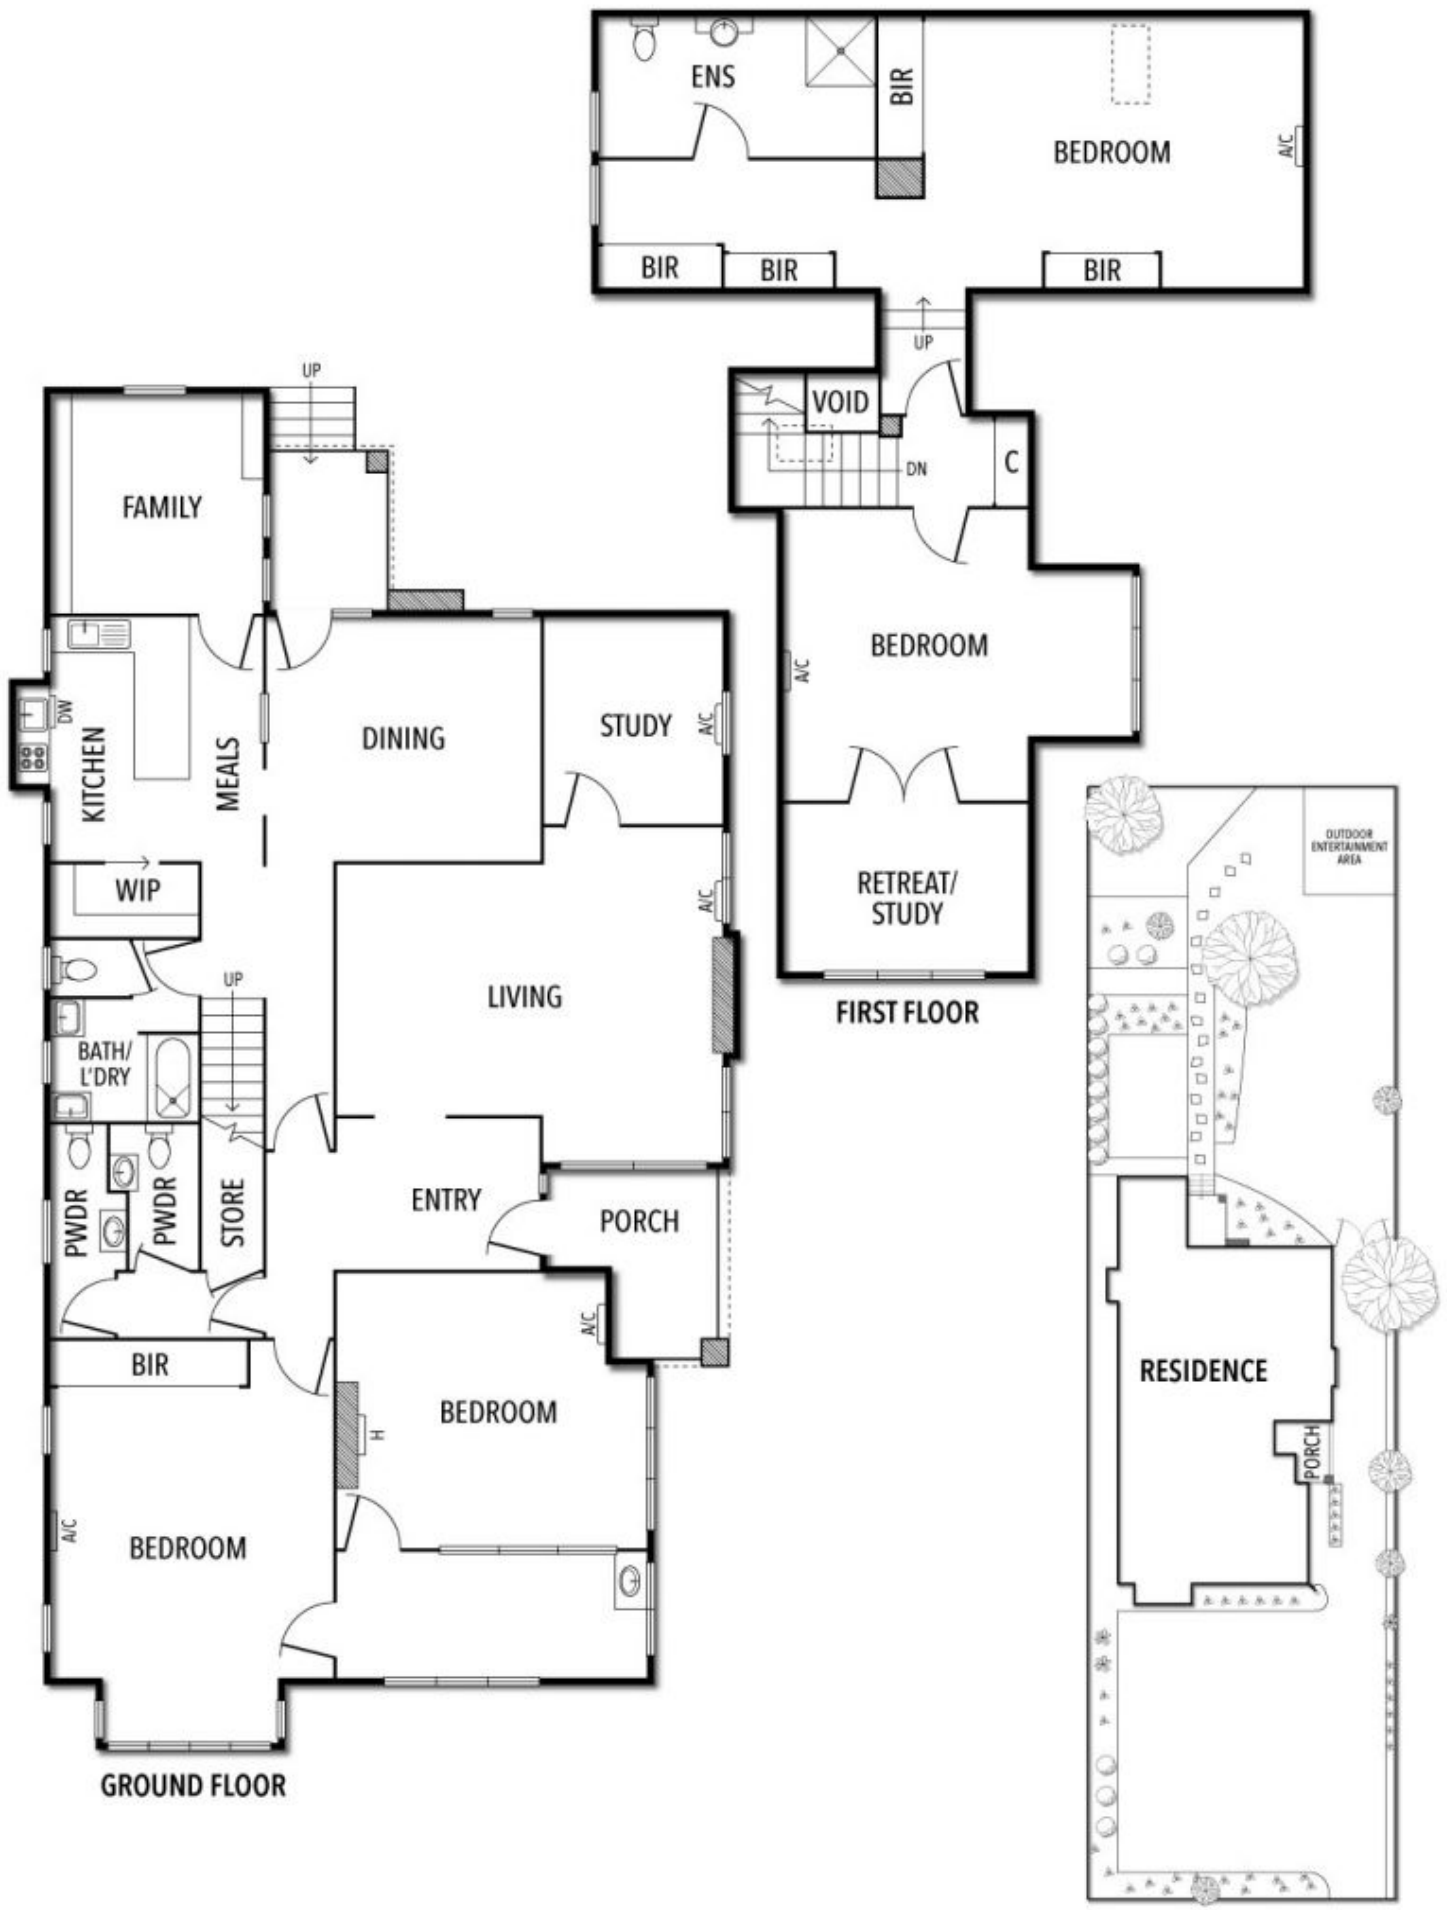 ENS
BIR
BEDROOM
A/C
BIR
BIR
BIR
UP
VOID
DN
C
BEDROOM
A/C
RETREAT/
STUDY
FIRST FLOOR
UP
FAMILY
DW
KITCHEN
MEALS
DINING
STUDY
A/C
WIP
LIVING
A/C
UP
BATH/
L'DRY
PWDR
PWDR
STORE
ENTRY
PORCH
BIR
A/C
BEDROOM
H
A/C
BEDROOM
GROUND FLOOR
OUTDOOR
ENTERTAINMENT
AREA
RESIDENCE
PORCH